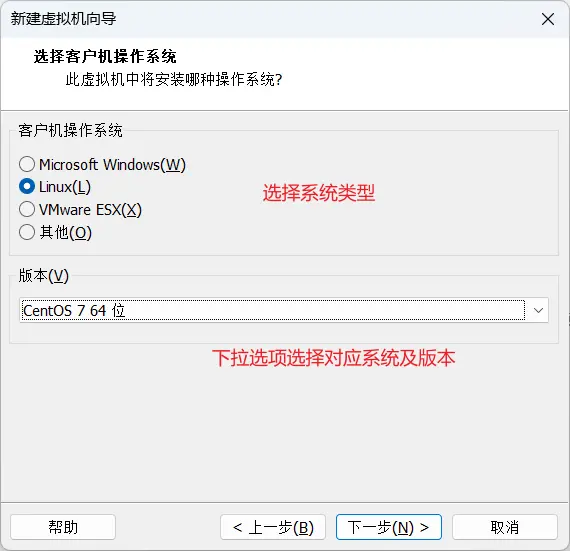 新建虚拟机向导
选择客户机操作系统
此虚拟机中将安装哪种操作系统?
客户机操作系统
Microsoft Windows(W)
Linux(L)
选择系统类型
VMware ESX(X)
其他(O)
版本(V)
CentOS 7 64 位
下拉选项选择对应系统及版本
帮助
< 上一步(B)
下一步(N) >
取消